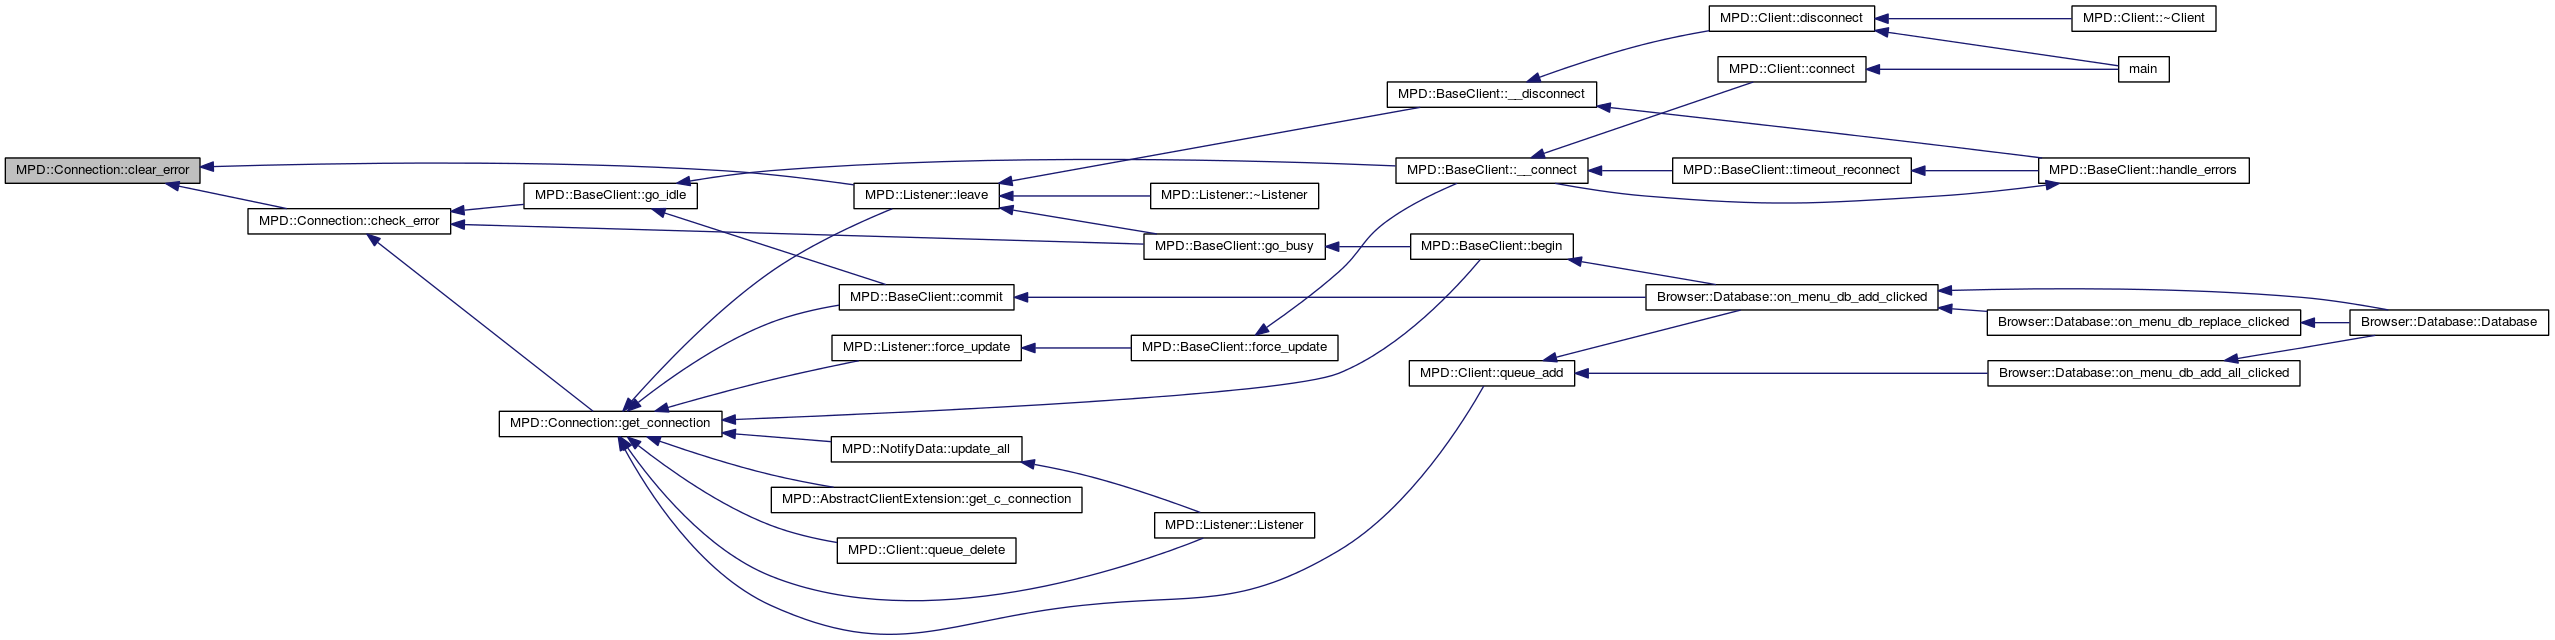 MPD::Client::disconnect
MPD::Client::~Client
MPD::Client::connect
main
MPD::BaseClient::__disconnect
MPD::Connection::clear_error
MPD::BaseClient::__connect
MPD::BaseClient::timeout_reconnect
MPD::BaseClient::handle_errors
MPD::BaseClient::go_idle
MPD::Listener::leave
MPD::Listener::~Listener
MPD::Connection::check_error
MPD::BaseClient::go_busy
MPD::BaseClient::begin
MPD::BaseClient::commit
Browser::Database::on_menu_db_add_clicked
Browser::Database::on_menu_db_replace_clicked
Browser::Database::Database
MPD::Listener::force_update
MPD::BaseClient::force_update
MPD::Client::queue_add
Browser::Database::on_menu_db_add_all_clicked
MPD::Connection::get_connection
MPD::NotifyData::update_all
MPD::AbstractClientExtension::get_c_connection
MPD::Listener::Listener
MPD::Client::queue_delete